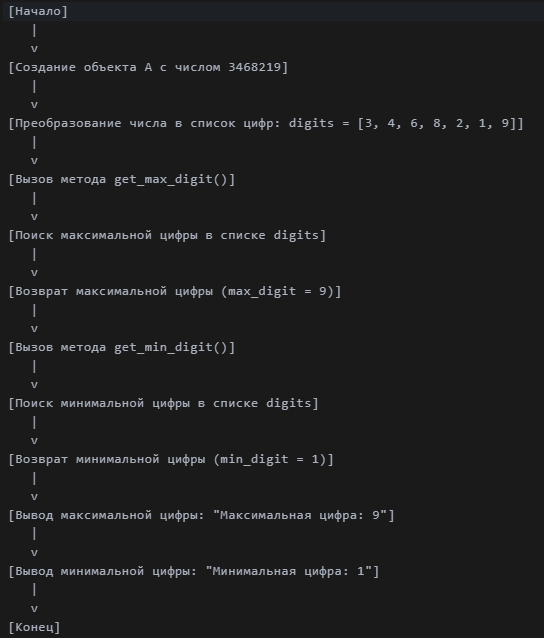 [Начало]
|
v
[Создание объекта A с числом 3468219]
|
v
[Преобразование числа в список цифр: digits = [3, 4, 6, 8, 2, 1, 9]]
|
v
[Вызов метода get_max_digit()]
|
v
[Поиск максимальной цифры в списке digits]
|
v
[Возврат максимальной цифры (max_digit = 9)]
|
v
[Вызов метода get_min_digit()]
|
v
[Поиск минимальной цифры в списке digits]
|
v
[Возврат минимальной цифры (min_digit = 1)]
|
v
[Вывод максимальной цифры: "Максимальная цифра: 9"]
|
v
[Вывод минимальной цифры: "Минимальная цифра: 1"]
|
v
[Конец]